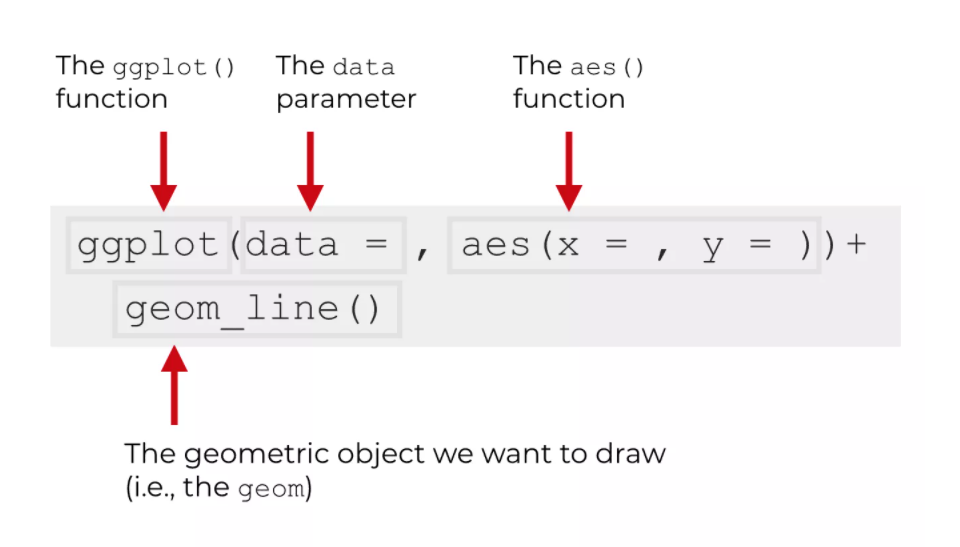 The ggplot()
function
The data
parameter
The aes()
function
ggplot(data = , aes(x = , y = ))+
geom_line()
The geometric object we want to draw
(i.e., the geom)